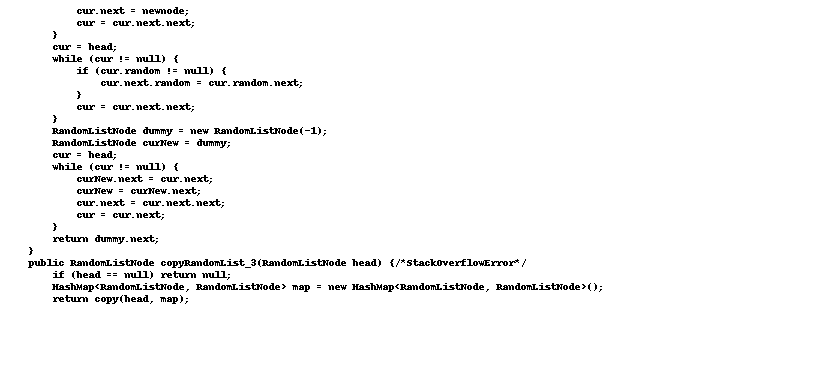 cur.next = newnode;
cur = cur.next.next;
}
cur = head;
while (cur != null) {
if (cur.random != null) {
cur.next.random = cur.random.next;
}
cur = cur.next.next;
}
RandomListNode dummy = new RandomListNode(-1);
RandomListNode curNew = dummy;
cur = head;
while (cur != null) {
curNew.next = cur.next;
curNew = curNew.next;
cur.next = cur.next.next;
cur = cur.next;
}
return dummy.next;
}
public RandomListNode copyRandomList_3(RandomListNode head) {/*StackOverflowError*/
if (head == null) return null;
HashMap<RandomListNode, RandomListNode> map = new HashMap<RandomListNode, RandomListNode>();
return copy(head, map);